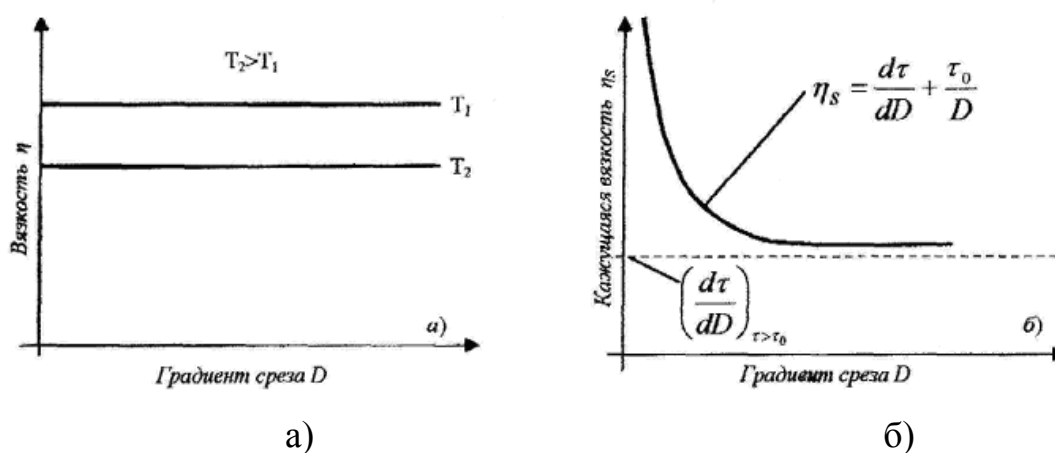 T₂>T₁
T₁
T₂
Вязкость η
а)
Градиент среза D
Кажущаяся вязкость ηs
ηs = dτ/dD + τ₀/D
(dτ/dD)τ>τ₀
б)
Градиент среза D
а)
б)